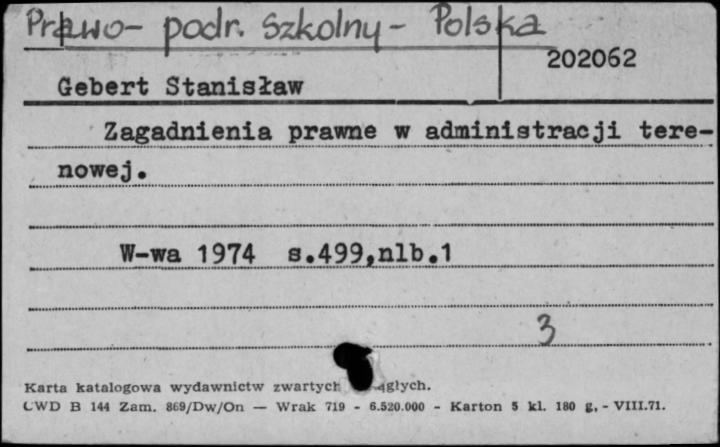 Prawo- podr. szkolny- Polska
202062
Gebert Stanisław
Zagadnienia prawne w administracji tere-
nowej.
W-wa 1974 s.499,nlb.1
3
Karta katalogowa wydawnictw zwartych
CWD B 144 Zam. 869/Dw/On — Wrak 719 - 6.520.000 - Karton 5 kl. 180 g, - VIII.71.